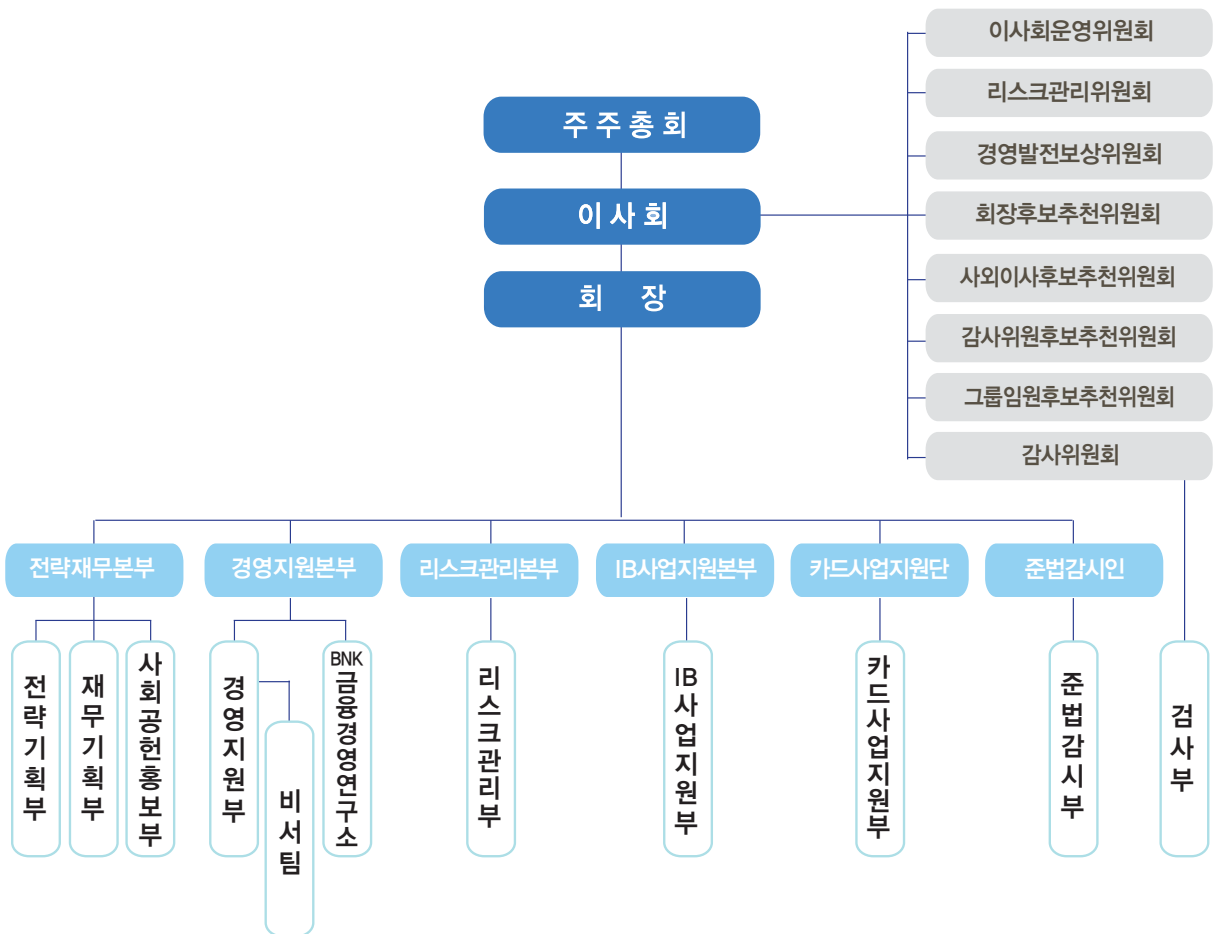 이사회운영위원회
리스크관리위원회
주주총회
경영발전보상위원회
이사회
회장후보추천위원회
회 장
사외이사후보추천위원회
감사위원후보추천위원회
그룹임원후보추천위원회
감사위원회
전략재무본부
경영지원본부
리스크관리본부
IB사업지원본부
카드사업지원단
준법감시인
전략기획부
재무기획부
사회공헌홍보부
경영지원부
비서팀
BNK금융경영연구소
리스크관리부
IB사업지원부
카드사업지원부
준법감시부
검사부